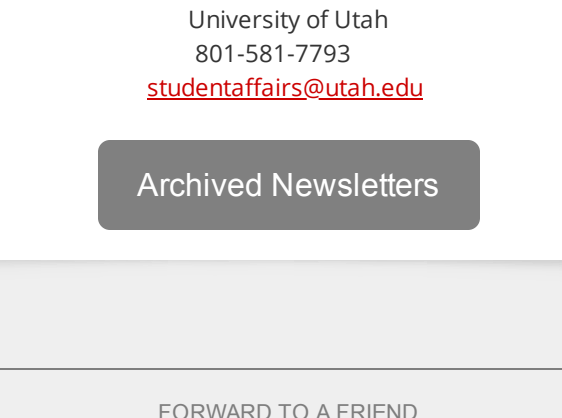 University of Utah
801-581-7793
studentaffairs@utah.edu
Archived Newsletters
FORWARD TO A FRIEND